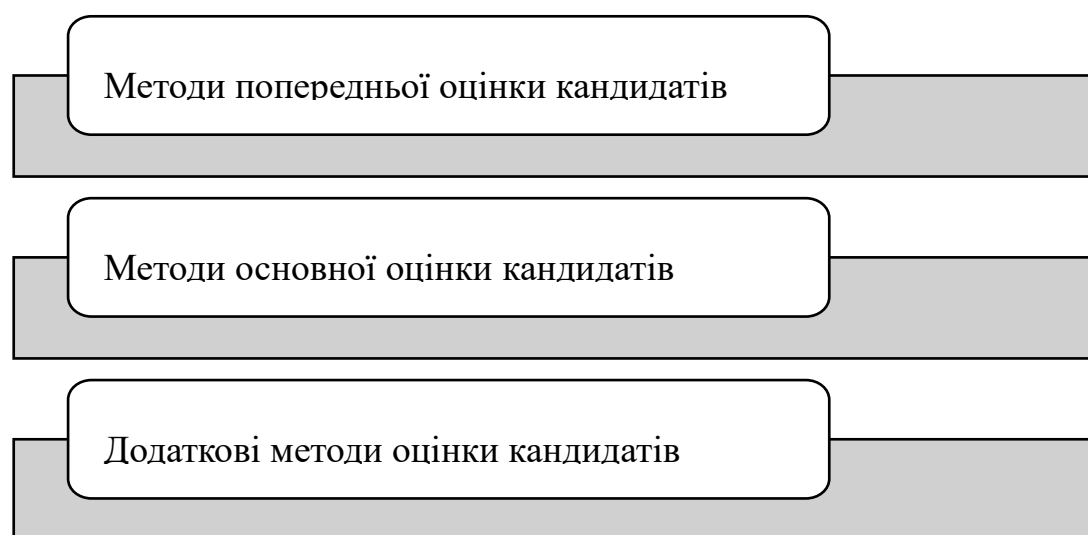 Методи попередньої оцінки кандидатів
Методи основної оцінки кандидатів
Додаткові методи оцінки кандидатів